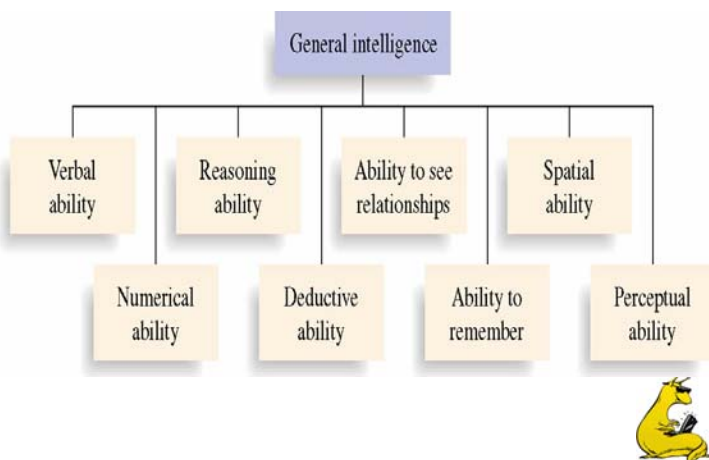 General intelligence
Verbal
ability
Reasoning
ability
Ability to see
relationships
Spatial
ability
Numerical
ability
Deductive
ability
Ability to
remember
Perceptual
ability